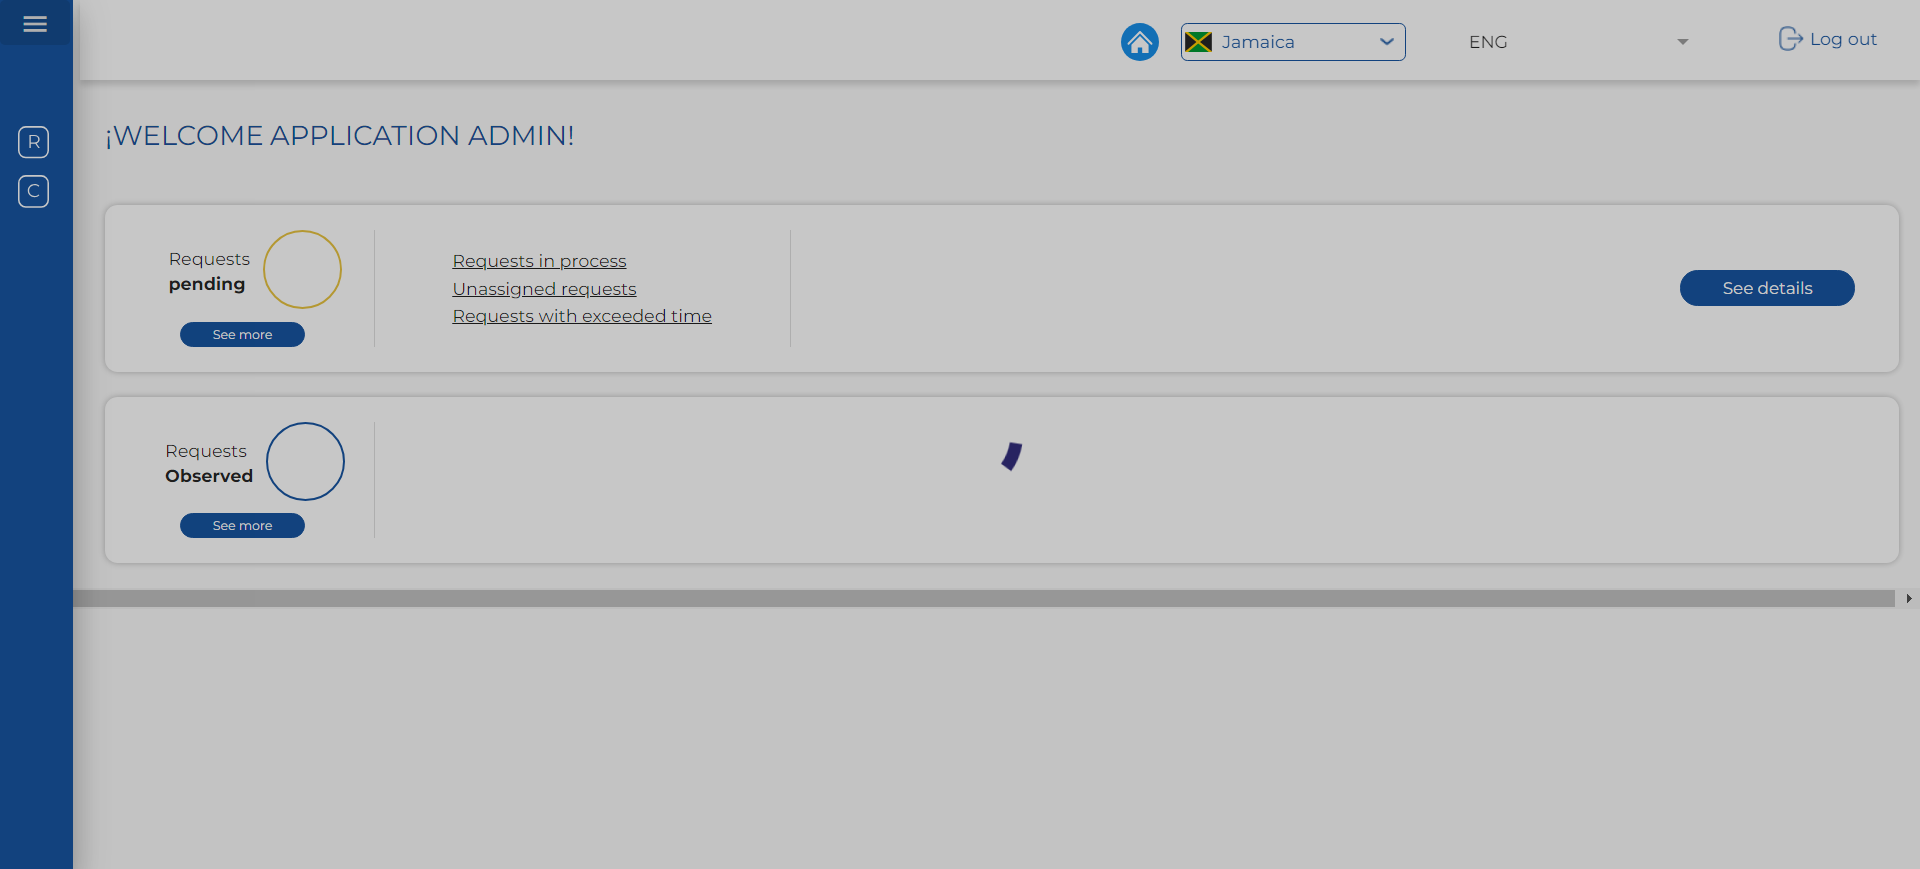 Jamaica
ENG
Log out
R
C
¡WELCOME APPLICATION ADMIN!
Requests
pending
See more
Requests in process
Unassigned requests
Requests with exceeded time
See details
Requests
Observed
See more